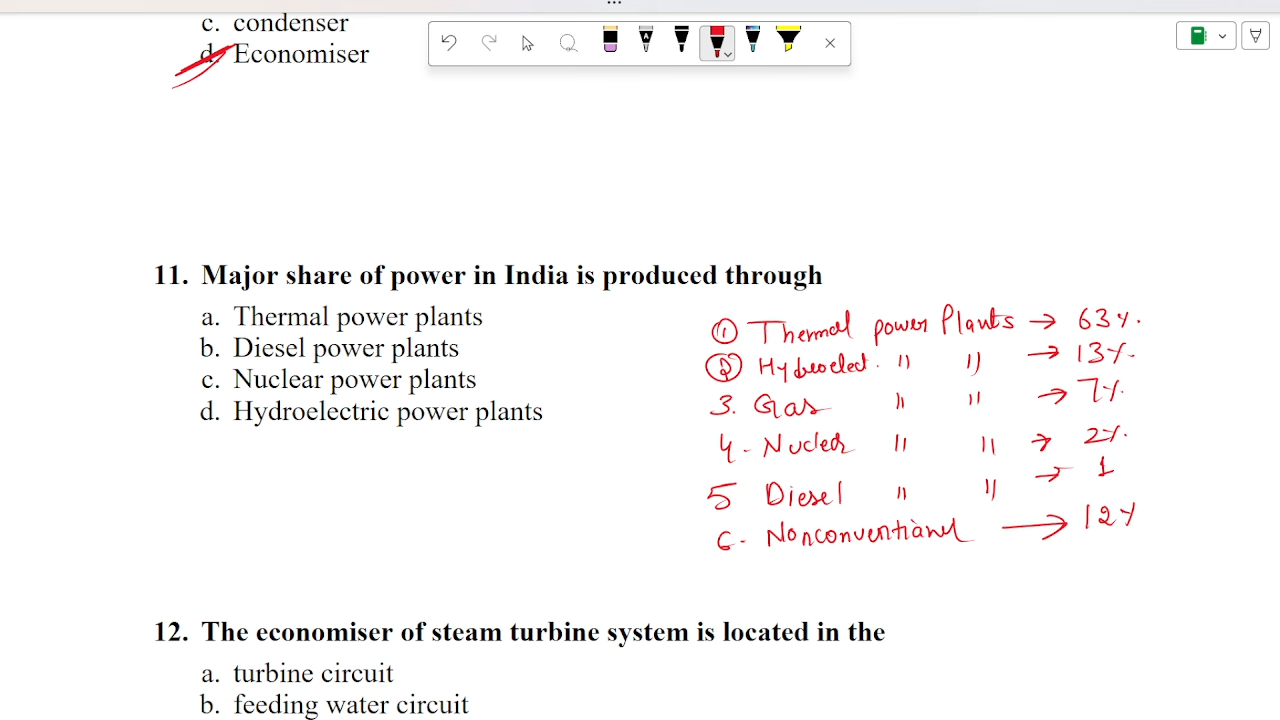 c. condenser
d. Economiser
11. Major share of power in India is produced through
a. Thermal power plants
b. Diesel power plants
c. Nuclear power plants
d. Hydroelectric power plants
① Thermal power Plants → 63%.
② Hydroelect. " " → 13%.
3. Gas " " → 7%.
4. Nuclear " " → 2%.
5 Diesel " " → 1
6. Nonconventional → 12%
12. The economiser of steam turbine system is located in the
a. turbine circuit
b. feeding water circuit